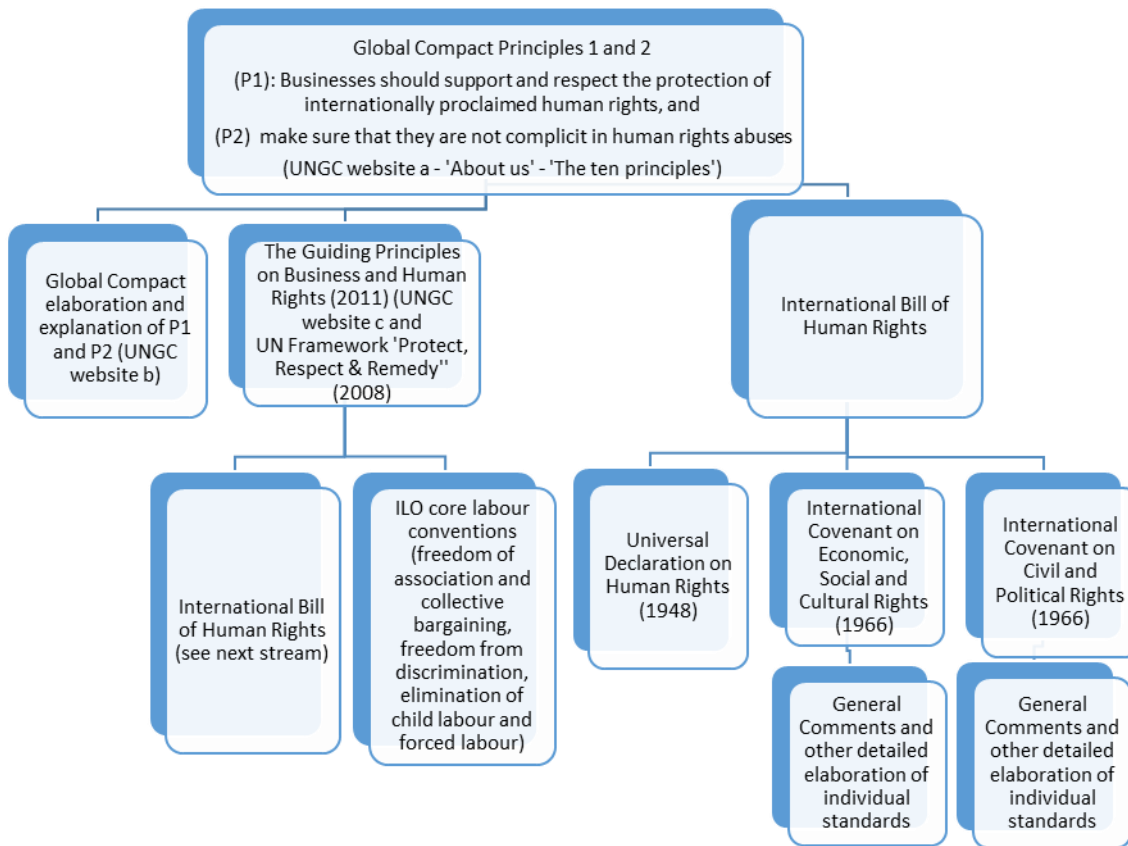 Global Compact Principles 1 and 2
(P1): Businesses should support and respect the protection of
internationally proclaimed human rights, and
(P2) make sure that they are not complicit in human rights abuses
(UNGC website a - 'About us' - 'The ten principles')
Global Compact
elaboration and
explanation of P1
and P2 (UNGC
website b)
The Guiding Principles
on Business and Human
Rights (2011) (UNGC
website c and
UN Framework 'Protect,
Respect & Remedy''
(2008)
International Bill of
Human Rights
International Bill
of Human Rights
(see next stream)
ILO core labour
conventions
(freedom of
association and
collective
bargaining,
freedom from
discrimination,
elimination of
child labour and
forced labour)
Universal
Declaration on
Human Rights
(1948)
International
Covenant on
Economic,
Social and
Cultural Rights
(1966)
International
Covenant on
Civil and
Political Rights
(1966)
General
Comments and
other detailed
elaboration of
individual
standards
General
Comments and
other detailed
elaboration of
individual
standards